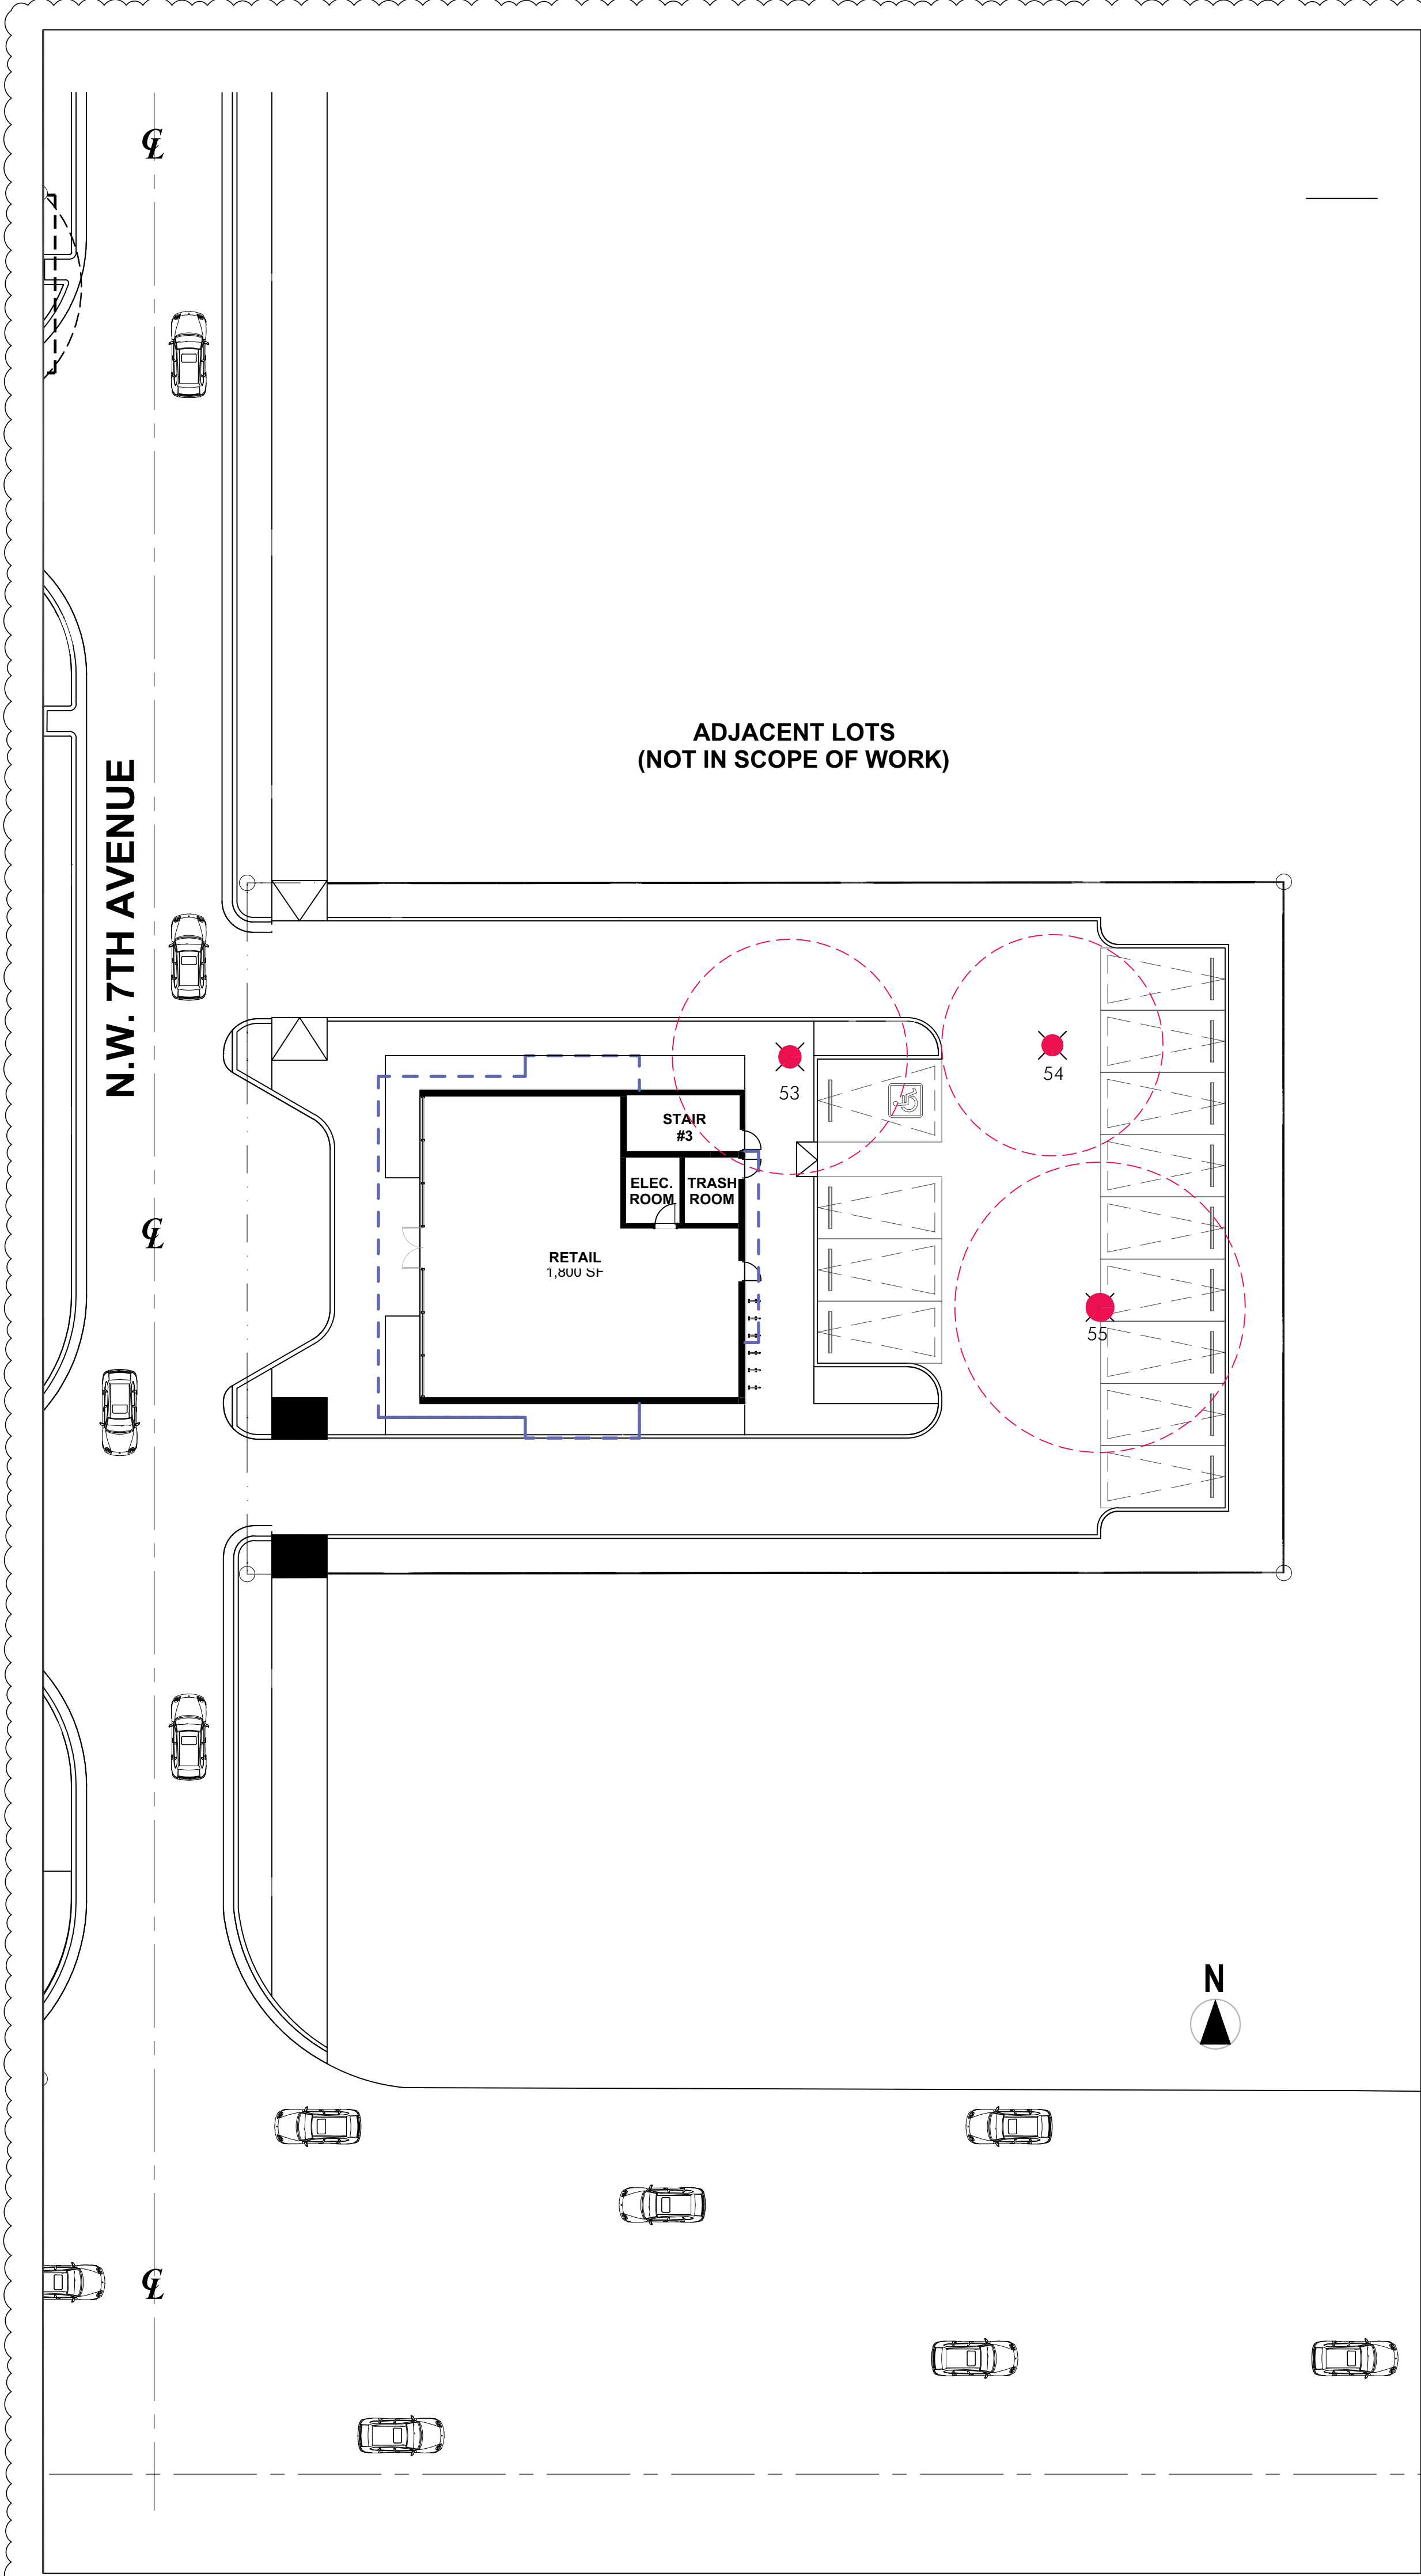 ℄
ADJACENT LOTS
(NOT IN SCOPE OF WORK)
N.W. 7TH AVENUE
53
54
STAIR
#3
ELEC.
ROOM
TRASH
ROOM
℄
RETAIL
1,800 SF
55
N
℄